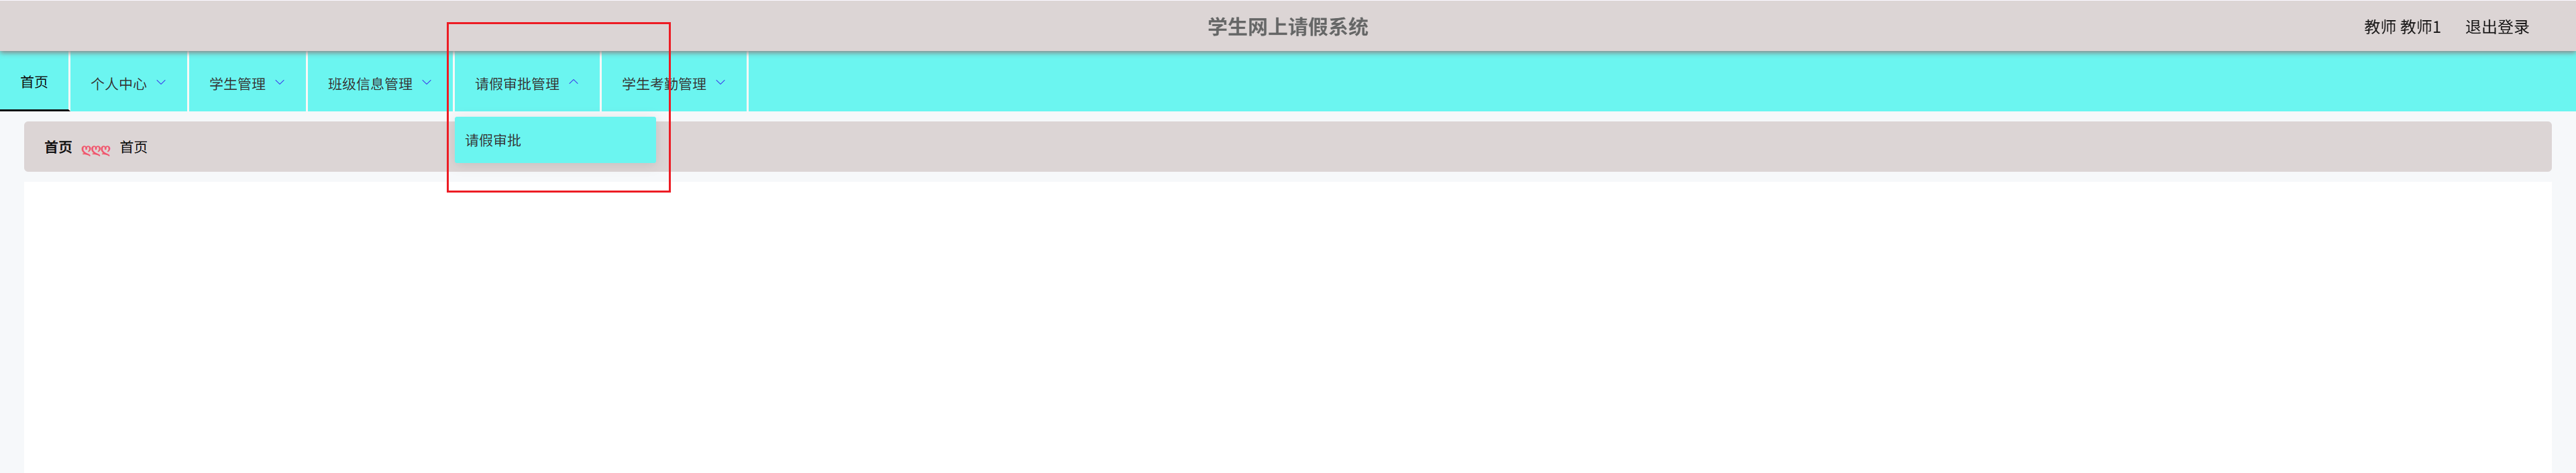 学生网上请假系统
教师 教师1 退出登录
首页 个人中心 学生管理 班级信息管理 请假审批管理 学生考勤管理
请假审批
首页 ღღღ 首页